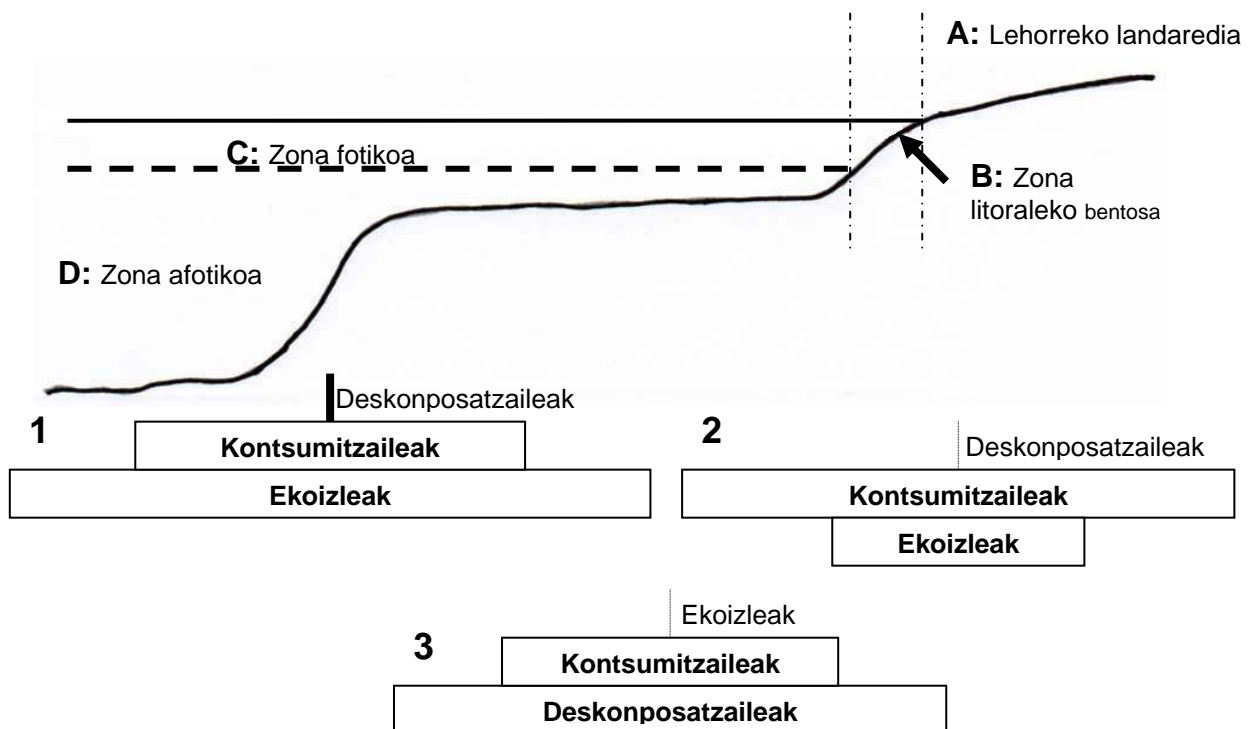 A: Lehorreko landaredia
C: Zona fotikoa
B: Zona
litoraleko bentosa
D: Zona afotikoa
Deskonposatzaileak
1
Kontsumitzaileak
Ekoizleak
2
Deskonposatzaileak
Kontsumitzaileak
Ekoizleak
Ekoizleak
3
Kontsumitzaileak
Deskonposatzaileak